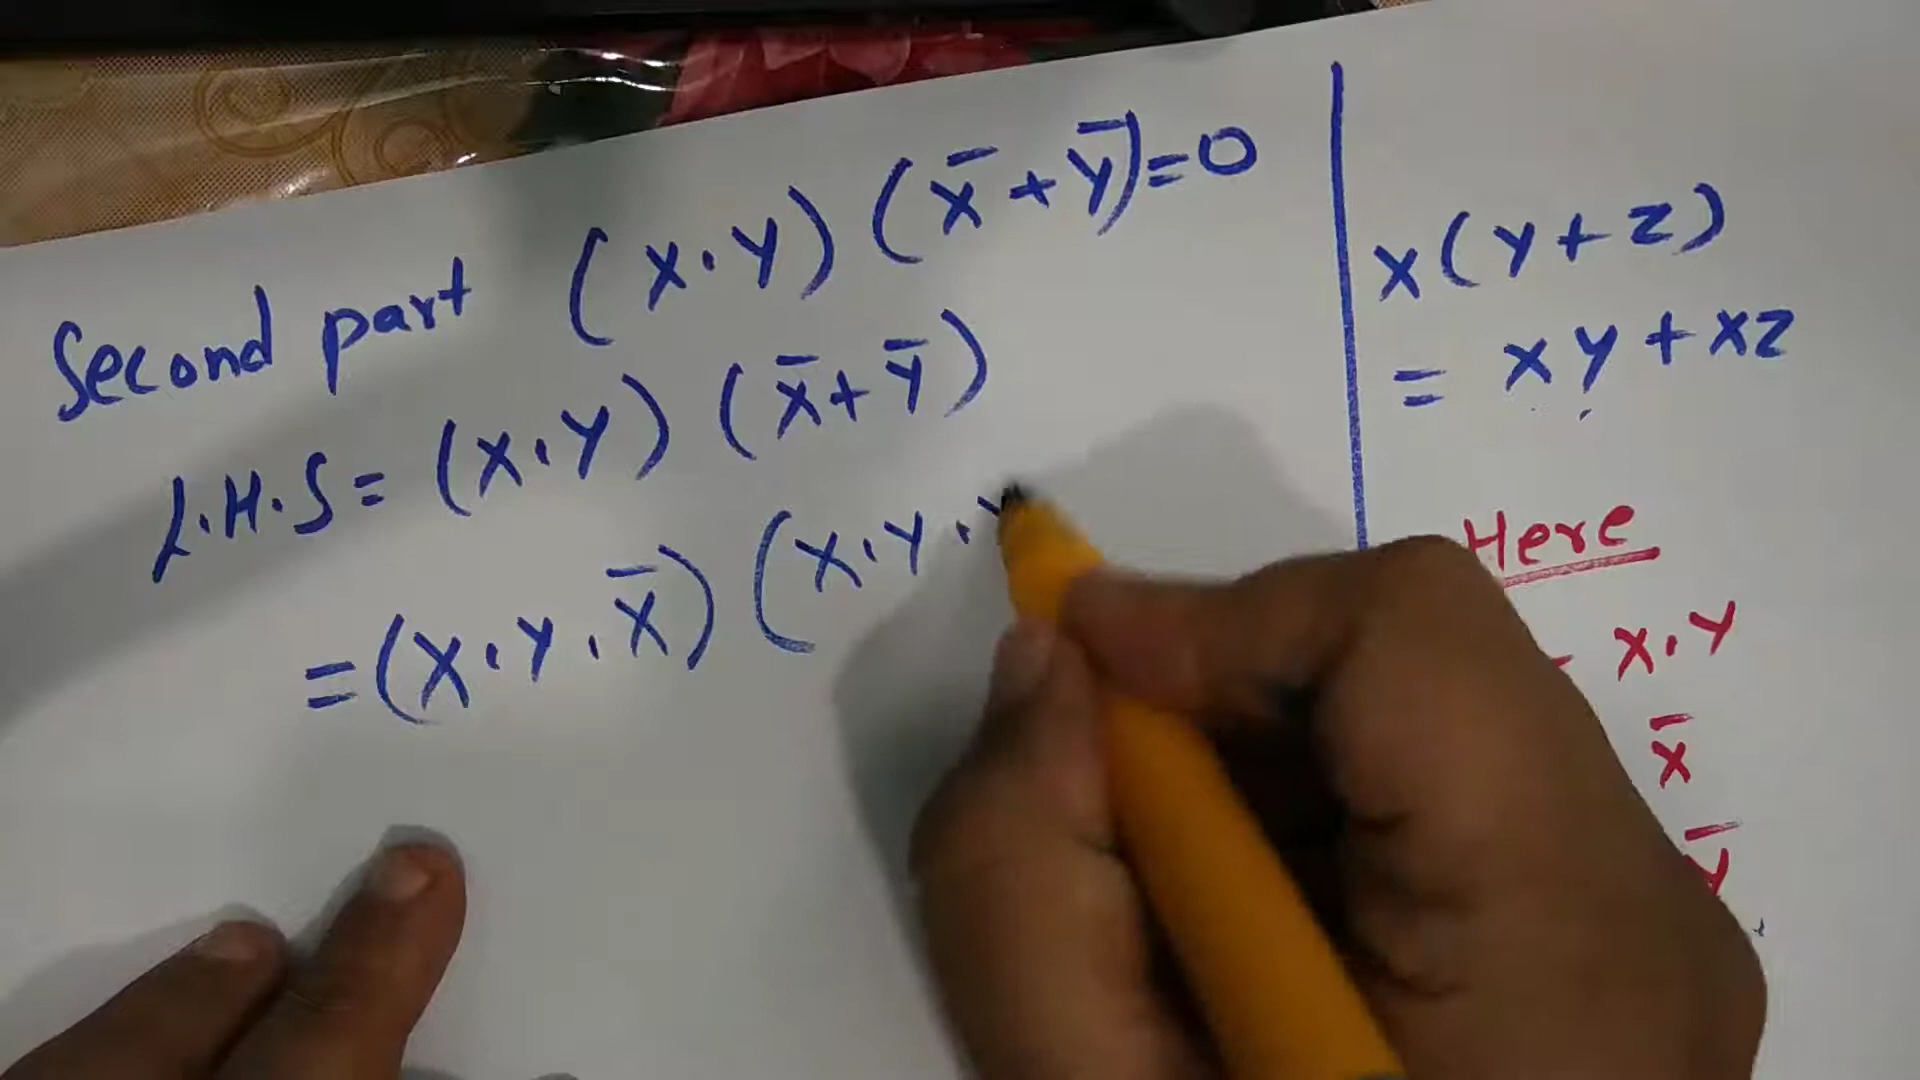 Second part (X.Y) (X̅+Y̅)=0
L.H.S= (X.Y) (X̅+Y̅)
=(X.Y.X̅) (X.Y.
X(Y+Z)
= XY+XZ
Here
X.Y
X̅
Y̅